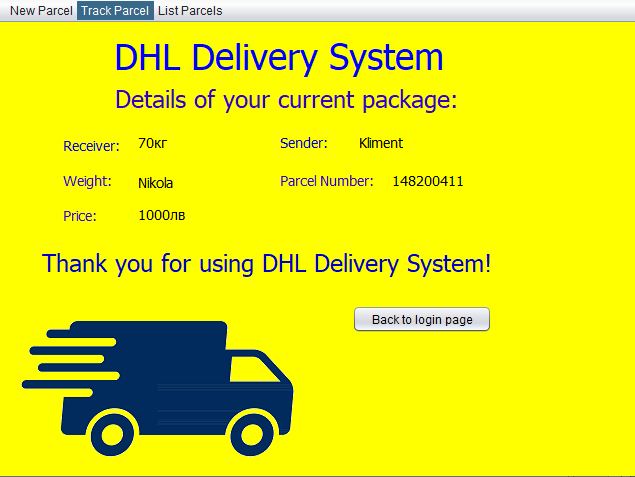 New Parcel Track Parcel List Parcels
DHL Delivery System
Details of your current package:
Receiver: 70кг Sender: Kliment
Weight: Nikola Parcel Number: 148200411
Price: 1000лв
Thank you for using DHL Delivery System!
Back to login page